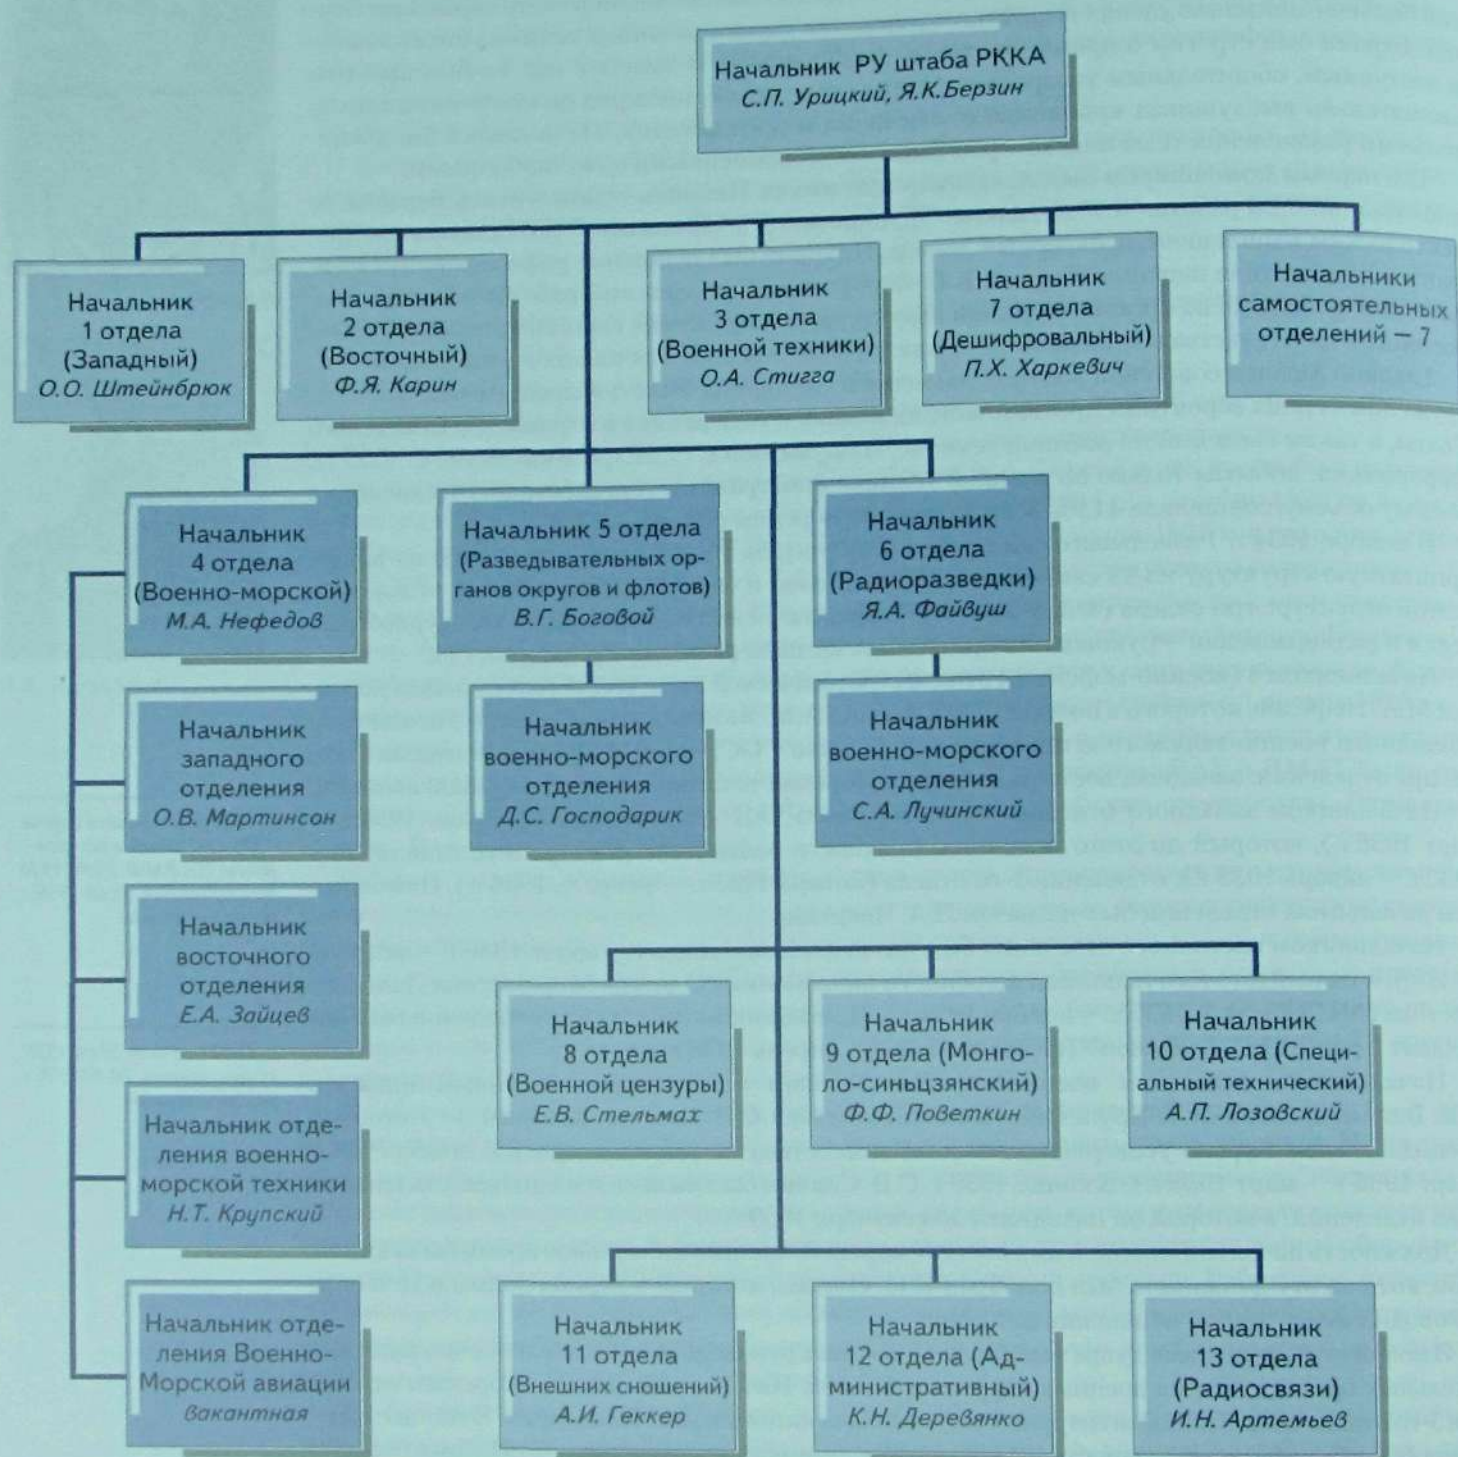 Начальник РУ штаба РККА
С.П. Урицкий, Я.К.Берзин
Начальник
1 отдела
(Западный)
О.О. Штейнбрюк
Начальник
2 отдела
(Восточный)
Ф.Я. Карин
Начальник
3 отдела
(Военной техники)
О.А. Стигга
Начальник
7 отдела
(Дешифровальный)
П.Х. Харкевич
Начальники
самостоятельных
отделений – 7
Начальник
4 отдела
(Военно-морской)
М.А. Нефедов
Начальник 5 отдела
(Разведывательных ор-
ганов округов и флотов)
В.Г. Боговой
Начальник
6 отдела
(Радиоразведки)
Я.А. Файвуш
Начальник
западного
отделения
О.В. Мартинсон
Начальник
военно-морского
отделения
Д.С. Господарик
Начальник
военно-морского
отделения
С.А. Лучинский
Начальник
восточного
отделения
Е.А. Зайцев
Начальник
8 отдела
(Военной цензуры)
Е.В. Стельмах
Начальник
9 отдела (Монго-
ло-синьцзянский)
Ф.Ф. Поветкин
Начальник
10 отдела (Специ-
альный технический)
А.П. Лозовский
Начальник отде-
ления военно-
морской техники
Н.Т. Крупский
Начальник отде-
ления Военно-
Морской авиации
вакантная
Начальник
11 отдела
(Внешних сношений)
А.И. Геккер
Начальник
12 отдела (Ад-
министративный)
К.Н. Деревянко
Начальник
13 отдела
(Радиосвязи)
И.Н. Артемьев